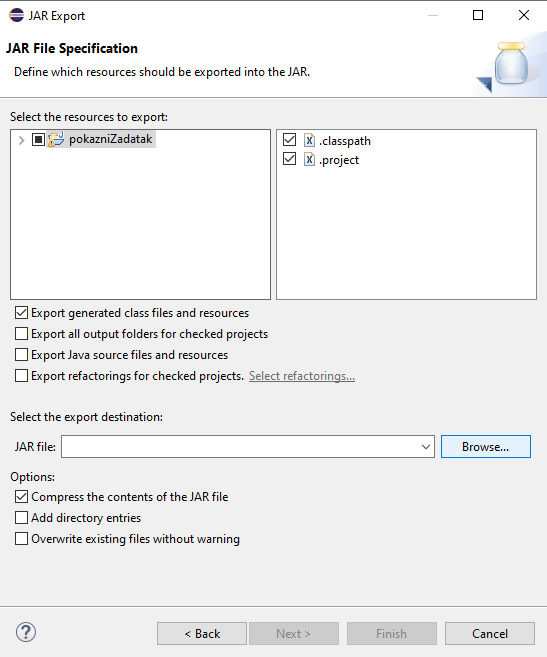 JAR Export
JAR File Specification
Define which resources should be exported into the JAR.
Select the resources to export:
pokazniZadatak
.classpath
.project
Export generated class files and resources
Export all output folders for checked projects
Export Java source files and resources
Export refactorings for checked projects. Select refactorings...
Select the export destination:
JAR file: Browse...
Options:
Compress the contents of the JAR file
Add directory entries
Overwrite existing files without warning
? < Back Next > Finish Cancel